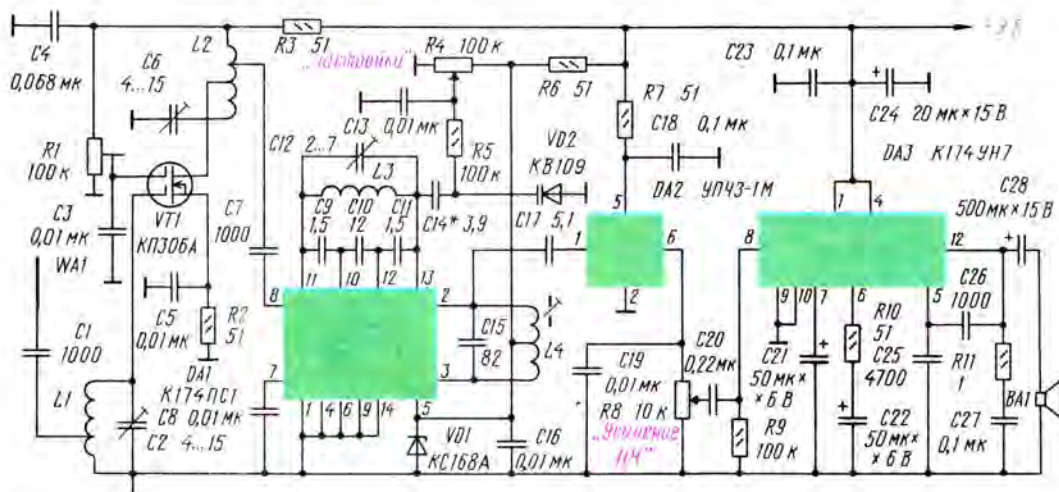 C4
0,068 мк
C6
4...15
L2
R3 51
„Настройка"
R4 100 к
0,01 мк
R5
100 к
R6 51
R7 51
C18 0,1 мк
C23 0,1 мк
C24 20 мк × 15 В
+9 В
DA3 К174УН7
C28
500 мк × 15 В
R1
100 к
C3
0,01 мк
WA1
VT1
КП306А
C7
1000
C12 2...7
C13
L3
C9
1,5
C10
12
C11
1,5
C14* 3,9
VD2
КВ109
C17 5,1
DA2 УПЧЗ-1М
5
1
6
2
1
4
8
12
9
10
7
6
5
C1
1000
L1
C5
0,01 мк
R2
51
DA1
К174ПС1
C8 0,01 мк
C2 4...15
11
10
12
13
8
2
7
3
1
4
6
9
14
5
C15
82
L4
VD1
КС168А
C16
0,01 мк
C19
0,01 мк
R8 10 к
„Усиление
НЧ"
C20
0,22 мк
R9
100 к
C21
50 мк ×
× 6 В
R10
51
C25
4700
C22
50 мк
× 6 В
C26
1000
R11
1
C27
0,1 мк
BA1